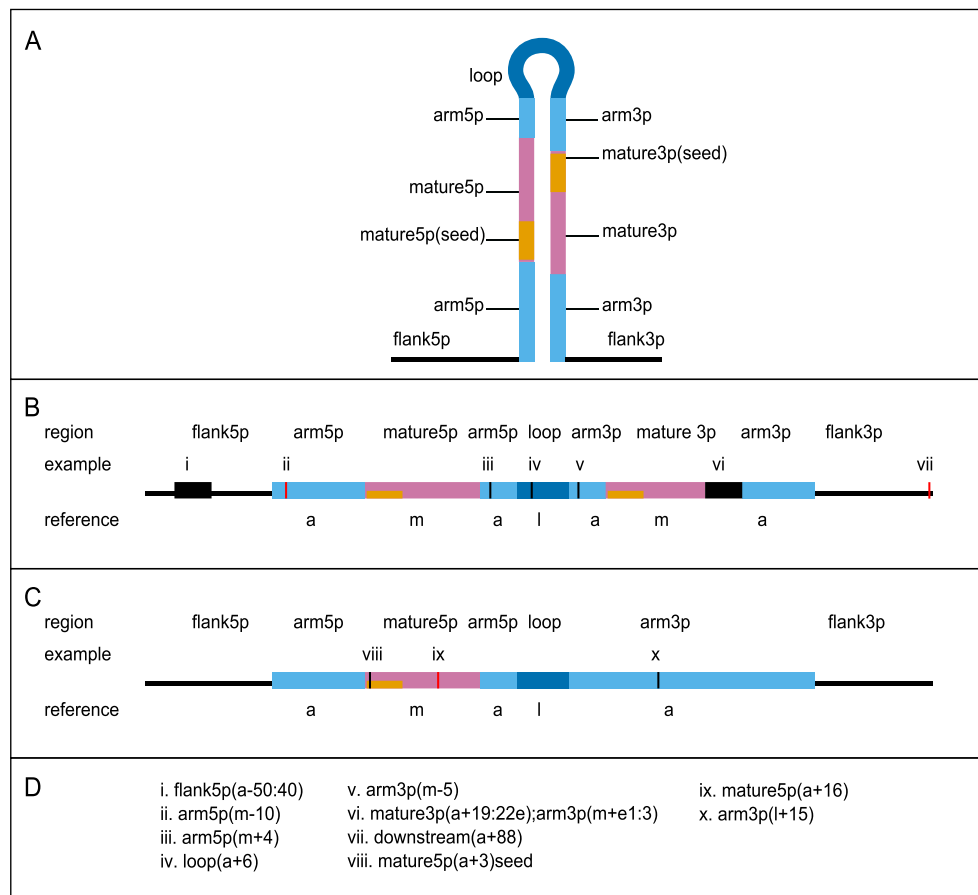 A
loop
arm5p arm3p
mature3p(seed)
mature5p
mature5p(seed) mature3p
arm5p arm3p
flank5p flank3p
B
region flank5p arm5p mature5p arm5p loop arm3p mature 3p arm3p flank3p
example i ii iii iv v vi vii
reference a m a l a m a
C
region flank5p arm5p mature5p arm5p loop arm3p flank3p
example viii ix x
reference a m a l a
D
i. flank5p(a-50:40) v. arm3p(m-5) ix. mature5p(a+16)
ii. arm5p(m-10) vi. mature3p(a+19:22e);arm3p(m+e1:3) x. arm3p(l+15)
iii. arm5p(m+4) vii. downstream(a+88)
iv. loop(a+6) viii. mature5p(a+3)seed